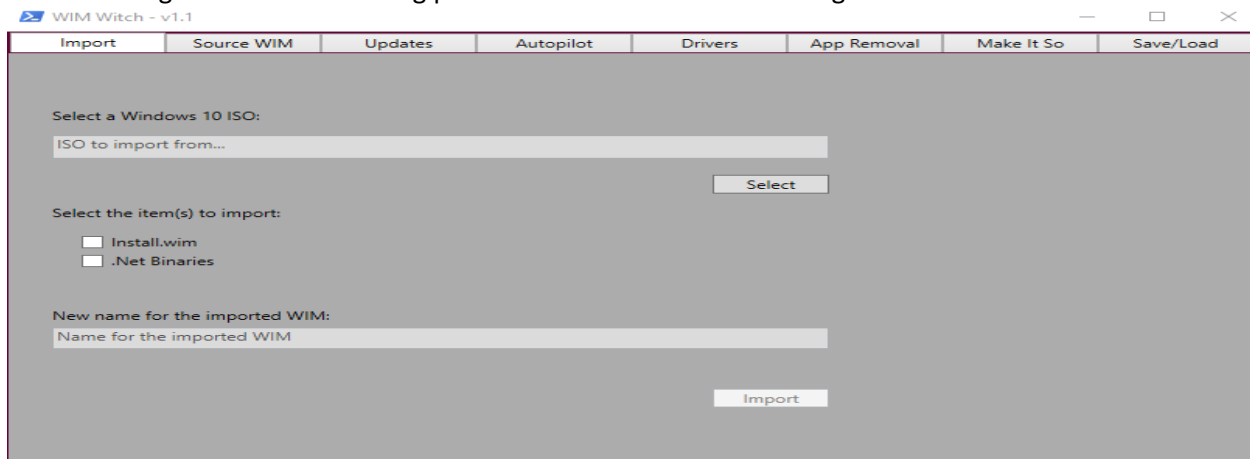 WIM Witch - v1.1
Import Source WIM Updates Autopilot Drivers App Removal Make It So Save/Load
Select a Windows 10 ISO:
ISO to import from...
Select
Select the item(s) to import:
Install.wim
.Net Binaries
New name for the imported WIM:
Name for the imported WIM
Import